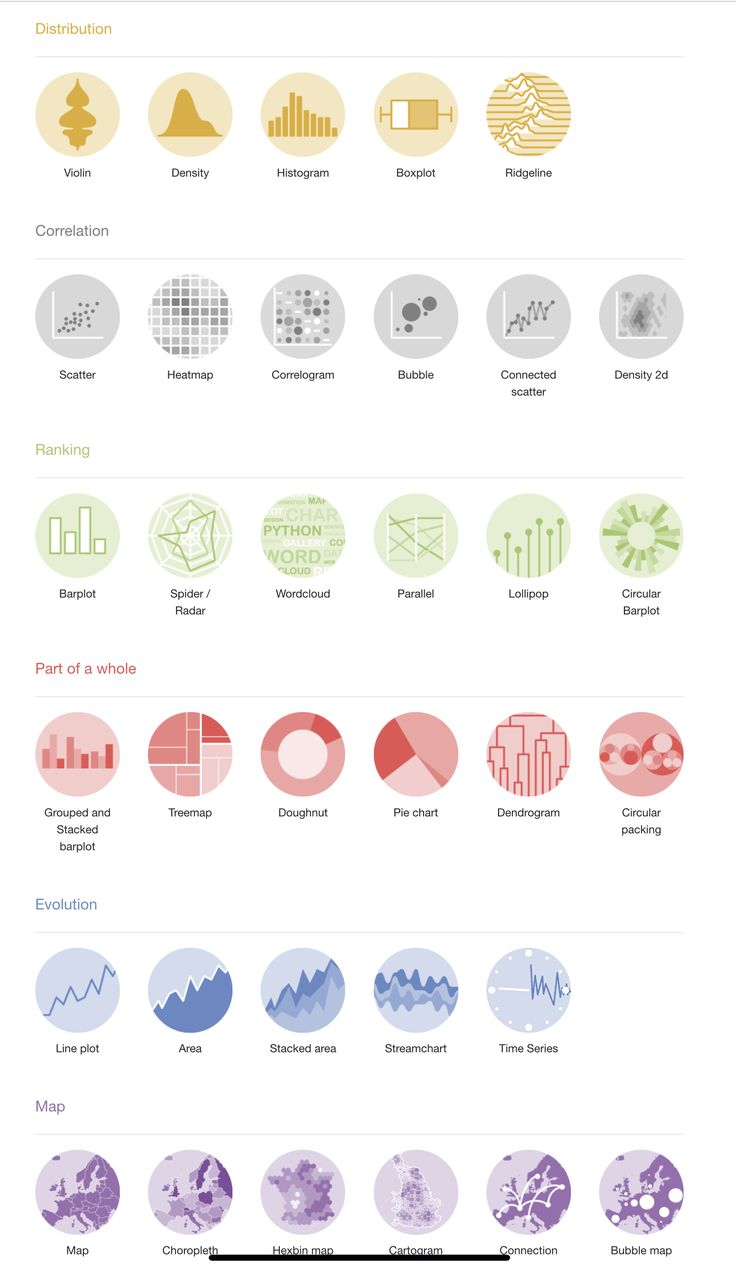 Distribution
Violin
Density
Histogram
Boxplot
Ridgeline
Correlation
Scatter
Heatmap
Correlogram
Bubble
Connected
scatter
Density 2d
Ranking
MAP
CHAR
PYTHON
GALLERY
WORD
CLOUD
Barplot
Spider /
Radar
Wordcloud
Parallel
Lollipop
Circular
Barplot
Part of a whole
Grouped and
Stacked
barplot
Treemap
Doughnut
Pie chart
Dendrogram
Circular
packing
Evolution
Line plot
Area
Stacked area
Streamchart
Time Series
Map
Map
Choropleth
Hexbin map
Cartogram
Connection
Bubble map